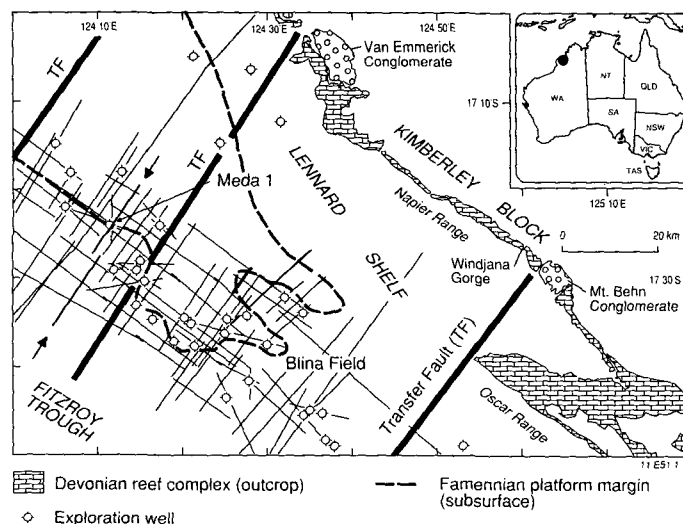 124 10 E
124 30 E
124 50 E
TF
TF
Van Emmerick
Conglomerate
WA
NT
QLD
SA
NSW
VIC
TAS
17 10 S
125 10 E
Meda 1
LENNARD
SHELF
KIMBERLEY
BLOCK
Napier Range
0 20 km
Windjana
Gorge
17 30 S
Mt. Behn
Conglomerate
Blina Field
Transfer Fault (TF)
Oscar Range
FITZROY
TROUGH
11 E51 1
Devonian reef complex (outcrop)
Famennian platform margin
(subsurface)
Exploration well